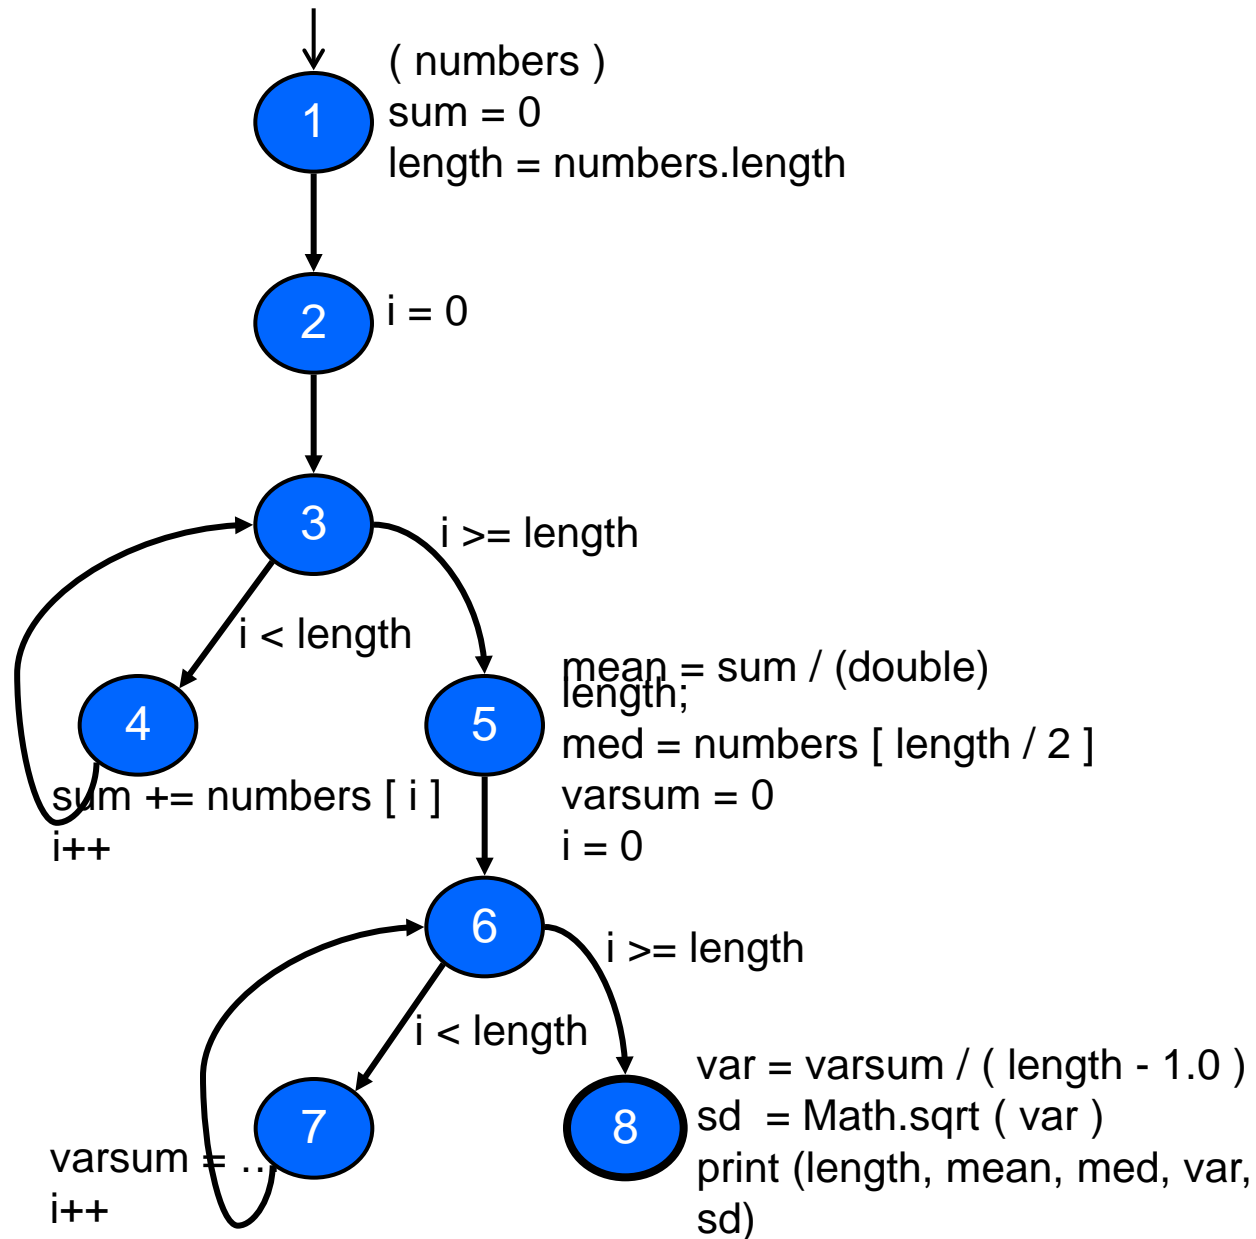 ( numbers )
1
sum = 0
length = numbers.length
2
i = 0
3
i >= length
i < length
mean = sum / (double)
length;
4
5
med = numbers [ length / 2 ]
sum += numbers [ i ]
varsum = 0
i++
i = 0
6
i >= length
i < length
var = varsum / ( length - 1.0 )
7
8
sd = Math.sqrt ( var )
varsum = …
print (length, mean, med, var,
i++
sd)